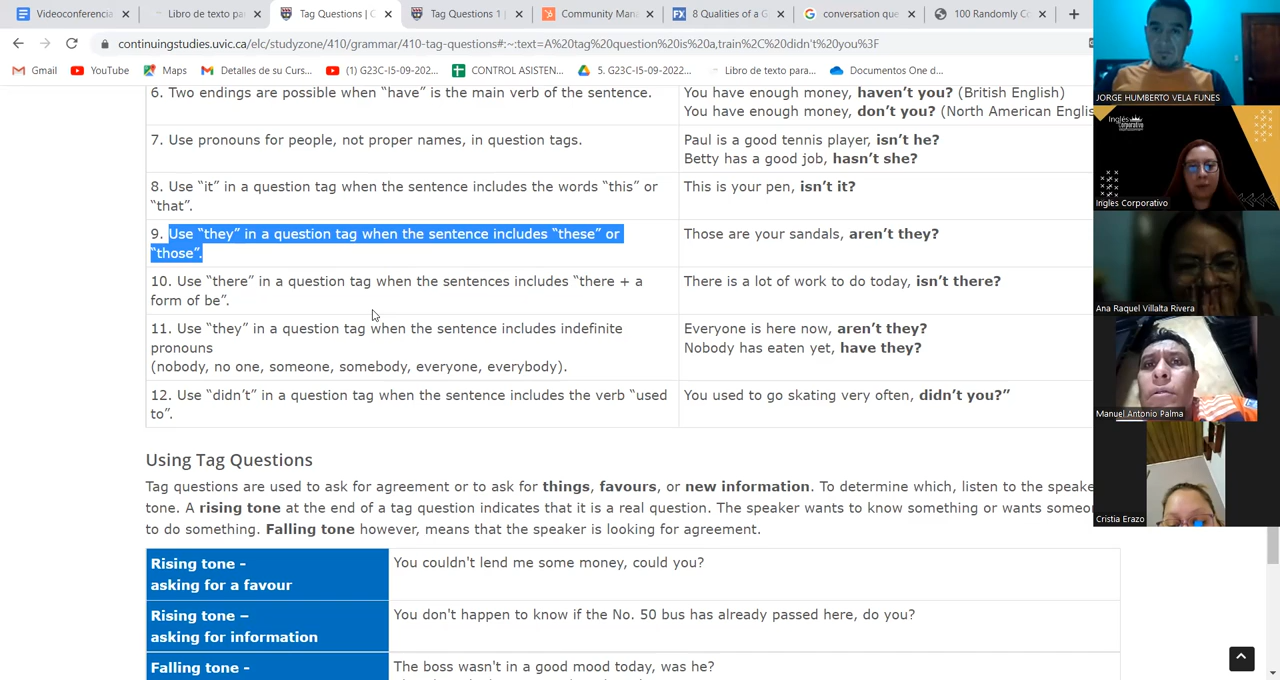 Videoconferencia
Libro de texto par
Tag Questions | G
Tag Questions 1 |
Community Man
8 Qualities of a G
conversation que
100 Randomly Co
continuingstudies.uvic.ca/elc/studyzone/410/grammar/410-tag-questions#:~:text=A%20tag%20question%20is%20a,train%2C%20didn't%20you%3F
Gmail
YouTube
Maps
Detalles de su Curs...
(1) G23C-I5-09-202...
CONTROL ASISTEN...
5. G23C-I5-09-2022...
Libro de texto para...
Documentos One d...
6. Two endings are possible when “have” is the main verb of the sentence.
You have enough money, haven’t you? (British English)
You have enough money, don’t you? (North American Englis
7. Use pronouns for people, not proper names, in question tags.
Paul is a good tennis player, isn’t he?
Betty has a good job, hasn’t she?
8. Use “it” in a question tag when the sentence includes the words “this” or
“that”.
This is your pen, isn’t it?
9. Use “they” in a question tag when the sentence includes “these” or
“those”.
Those are your sandals, aren’t they?
10. Use “there” in a question tag when the sentences includes “there + a
form of be”.
There is a lot of work to do today, isn’t there?
11. Use “they” in a question tag when the sentence includes indefinite
pronouns
(nobody, no one, someone, somebody, everyone, everybody).
Everyone is here now, aren’t they?
Nobody has eaten yet, have they?
12. Use “didn’t” in a question tag when the sentence includes the verb “used
to”.
You used to go skating very often, didn’t you?”
Using Tag Questions
Tag questions are used to ask for agreement or to ask for things, favours, or new information. To determine which, listen to the speake
tone. A rising tone at the end of a tag question indicates that it is a real question. The speaker wants to know something or wants someo
to do something. Falling tone however, means that the speaker is looking for agreement.
Rising tone -
asking for a favour
You couldn't lend me some money, could you?
Rising tone –
asking for information
You don't happen to know if the No. 50 bus has already passed here, do you?
Falling tone -
The boss wasn't in a good mood today, was he?
JORGE HUMBERTO VELA FUNES
Inglés
Corporativo
Ingles Corporativo
Ana Raquel Villalta Rivera
Manuel Antonio Palma
Cristia Erazo